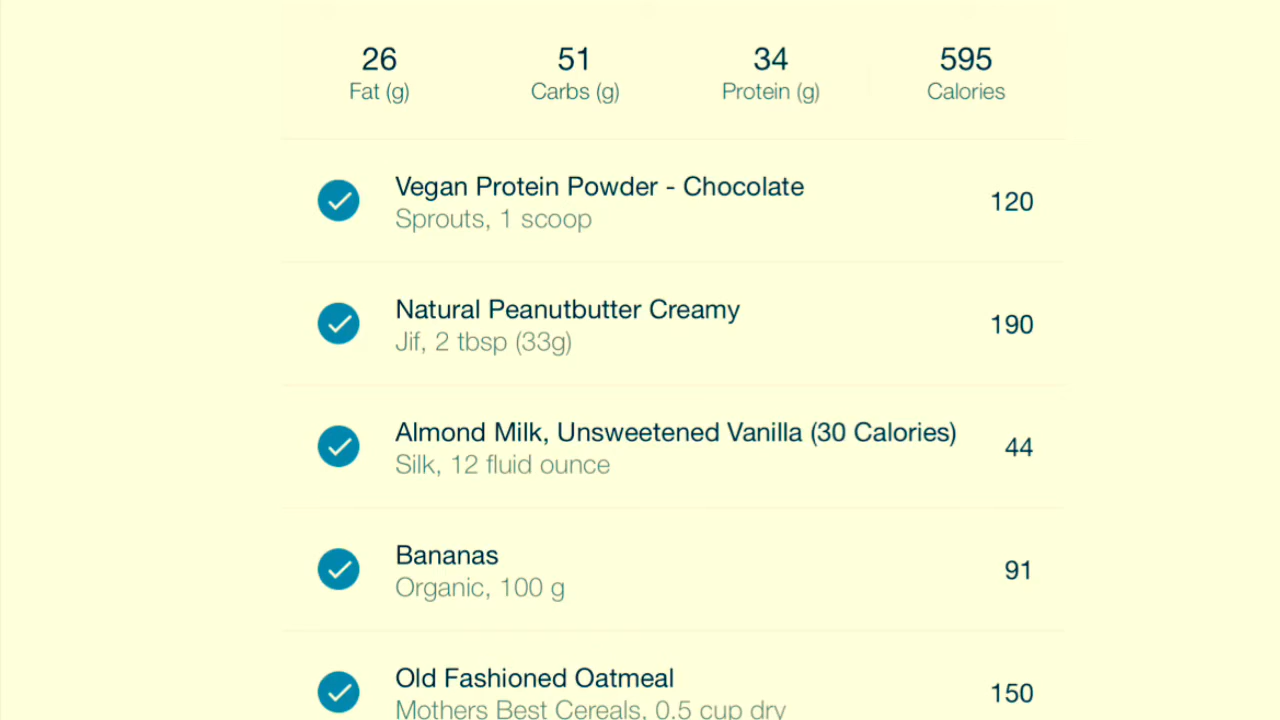 26 51 34 595
Fat (g) Carbs (g) Protein (g) Calories
Vegan Protein Powder - Chocolate
Sprouts, 1 scoop
120
Natural Peanutbutter Creamy
Jif, 2 tbsp (33g)
190
Almond Milk, Unsweetened Vanilla (30 Calories)
Silk, 12 fluid ounce
44
Bananas
Organic, 100 g
91
Old Fashioned Oatmeal
Mothers Best Cereals, 0.5 cup dry
150